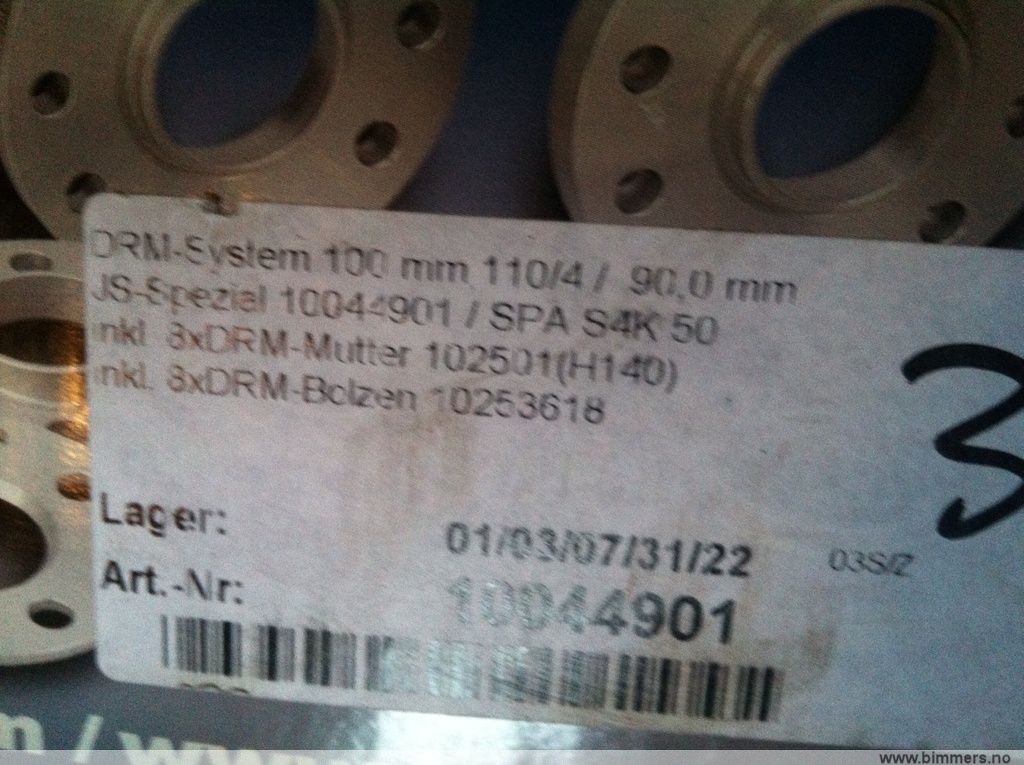 DRM-System 100 mm 110/4 / 90,0 mm
JS-Spezial 10044901 / SPA S4K 50
inkl. 8xDRM-Mutter 102501(H140)
inkl. 8xDRM-Bolzen 10253618
Lager: 01/03/07/31/22 03S/Z
Art.-Nr: 10044901
3
/ www
www.bimmers.no